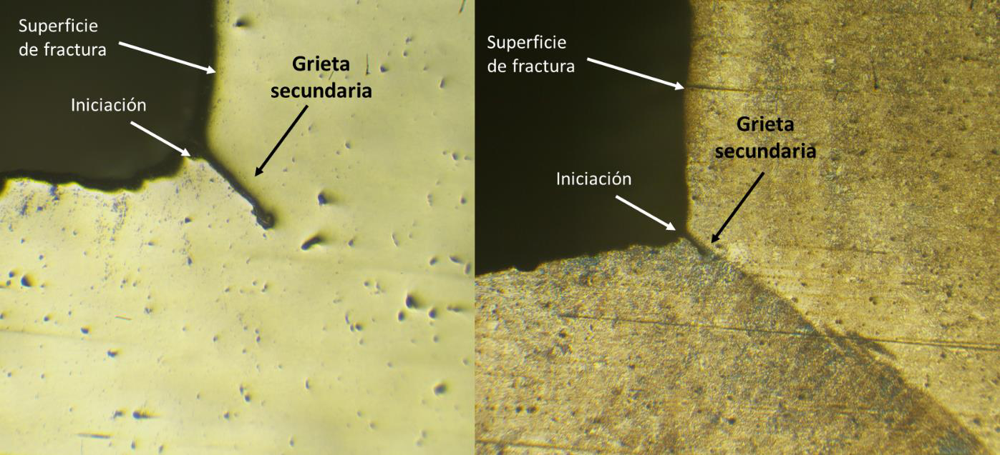 Superficie
de fractura
Iniciación
Grieta
secundaria
Superficie
de fractura
Iniciación
Grieta
secundaria